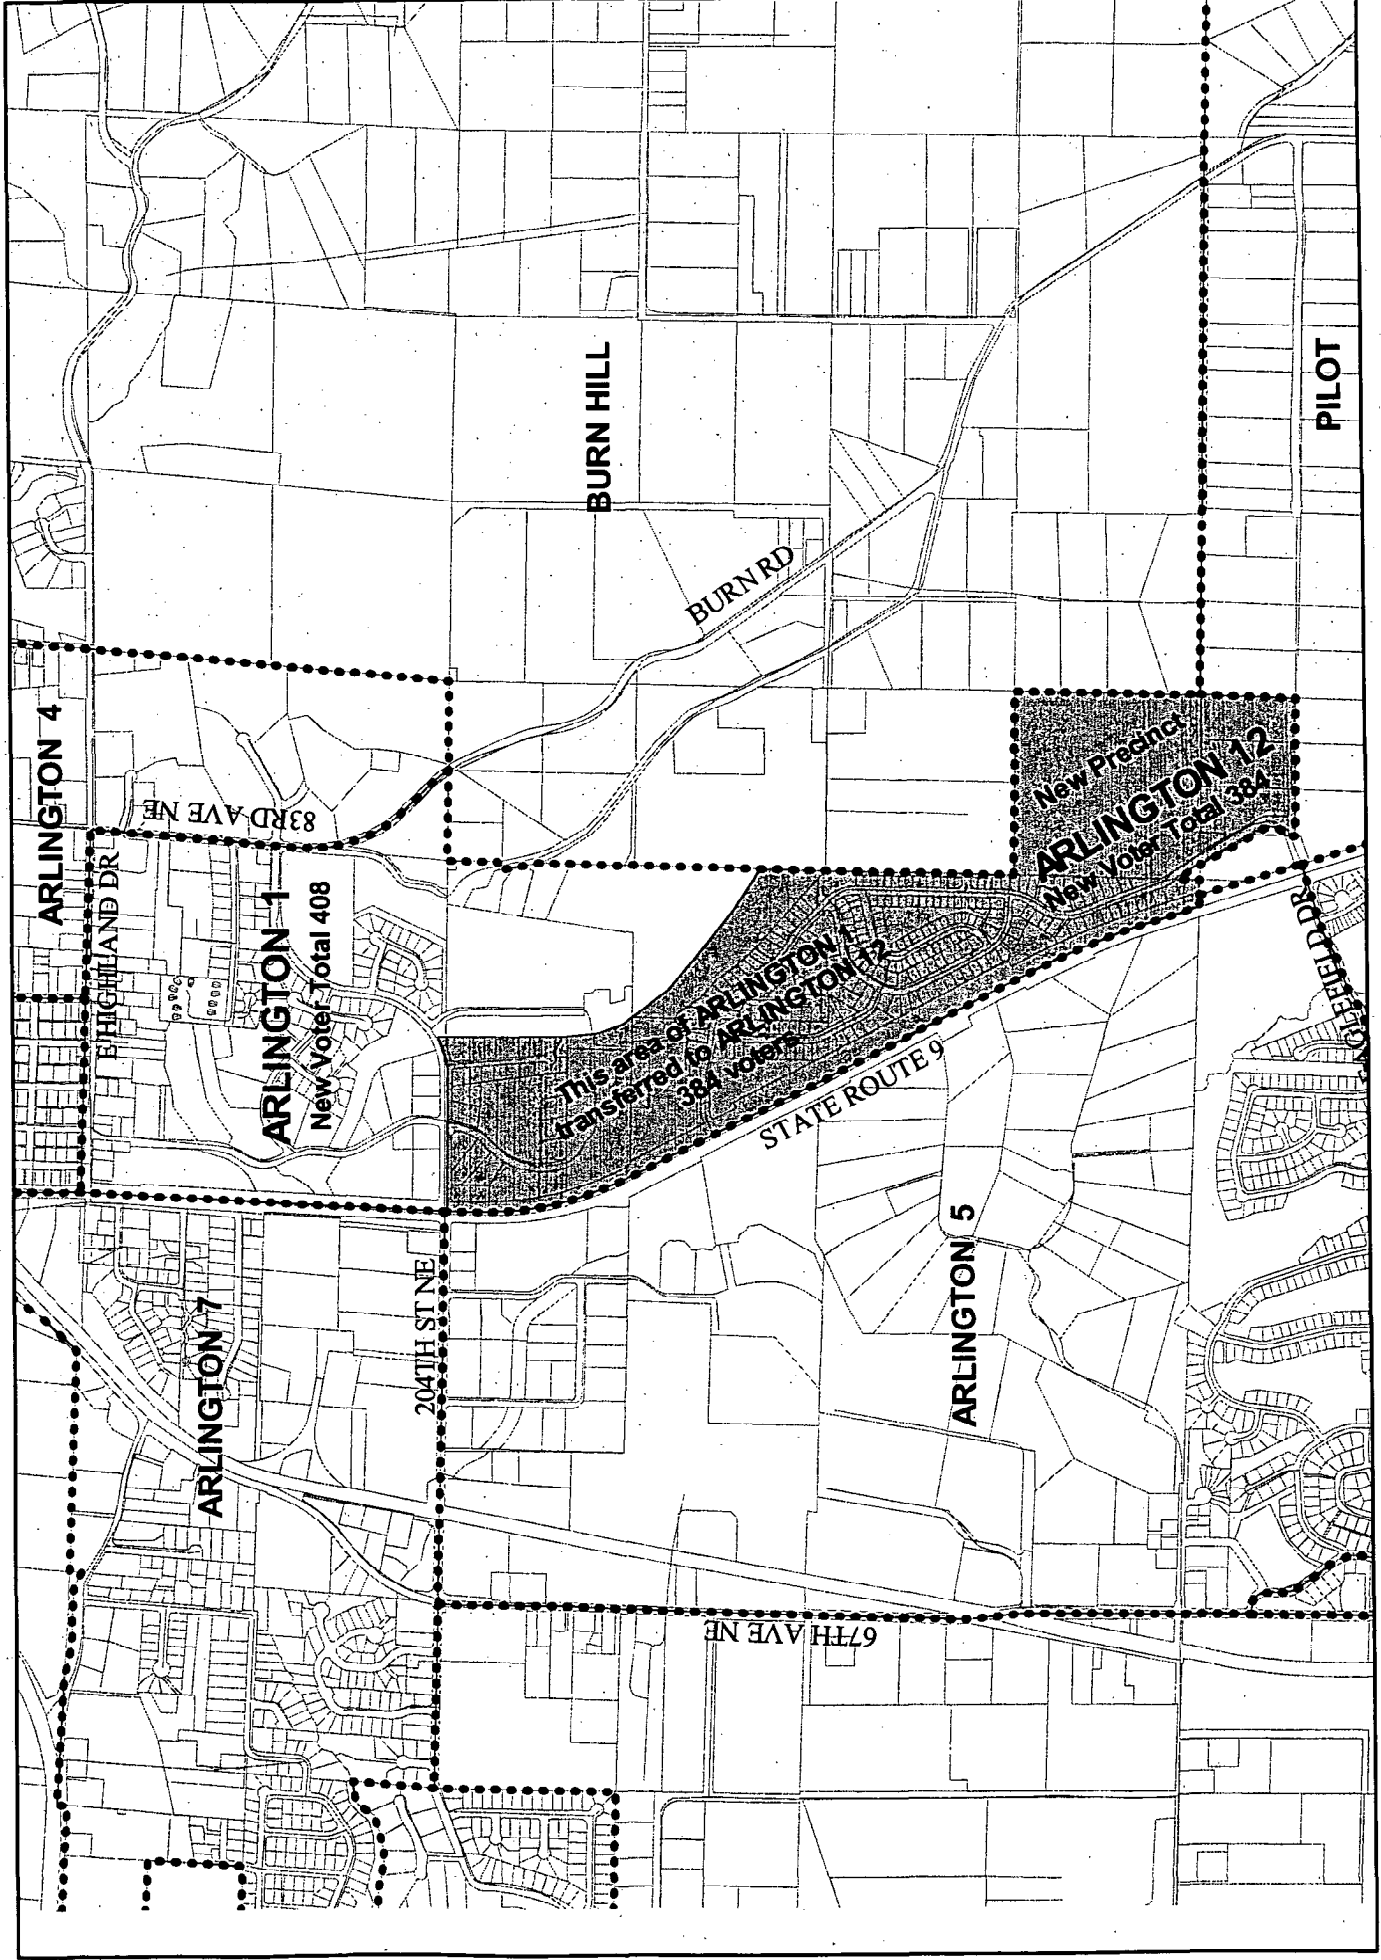 ARLINGTON 4
E HIGHLAND DR
83RD AVE NE
ARLINGTON 1
New Voter Total 408
ARLINGTON 7
204TH ST NE
BURN HILL
BURN RD
This area of ARLINGTON 1
transferred to ARLINGTON 12
384 voters
STATE ROUTE 9
ARLINGTON 5
67TH AVE NE
New Precinct
ARLINGTON 12
New Voter Total 384
EAGLEFIELD DR
PILOT